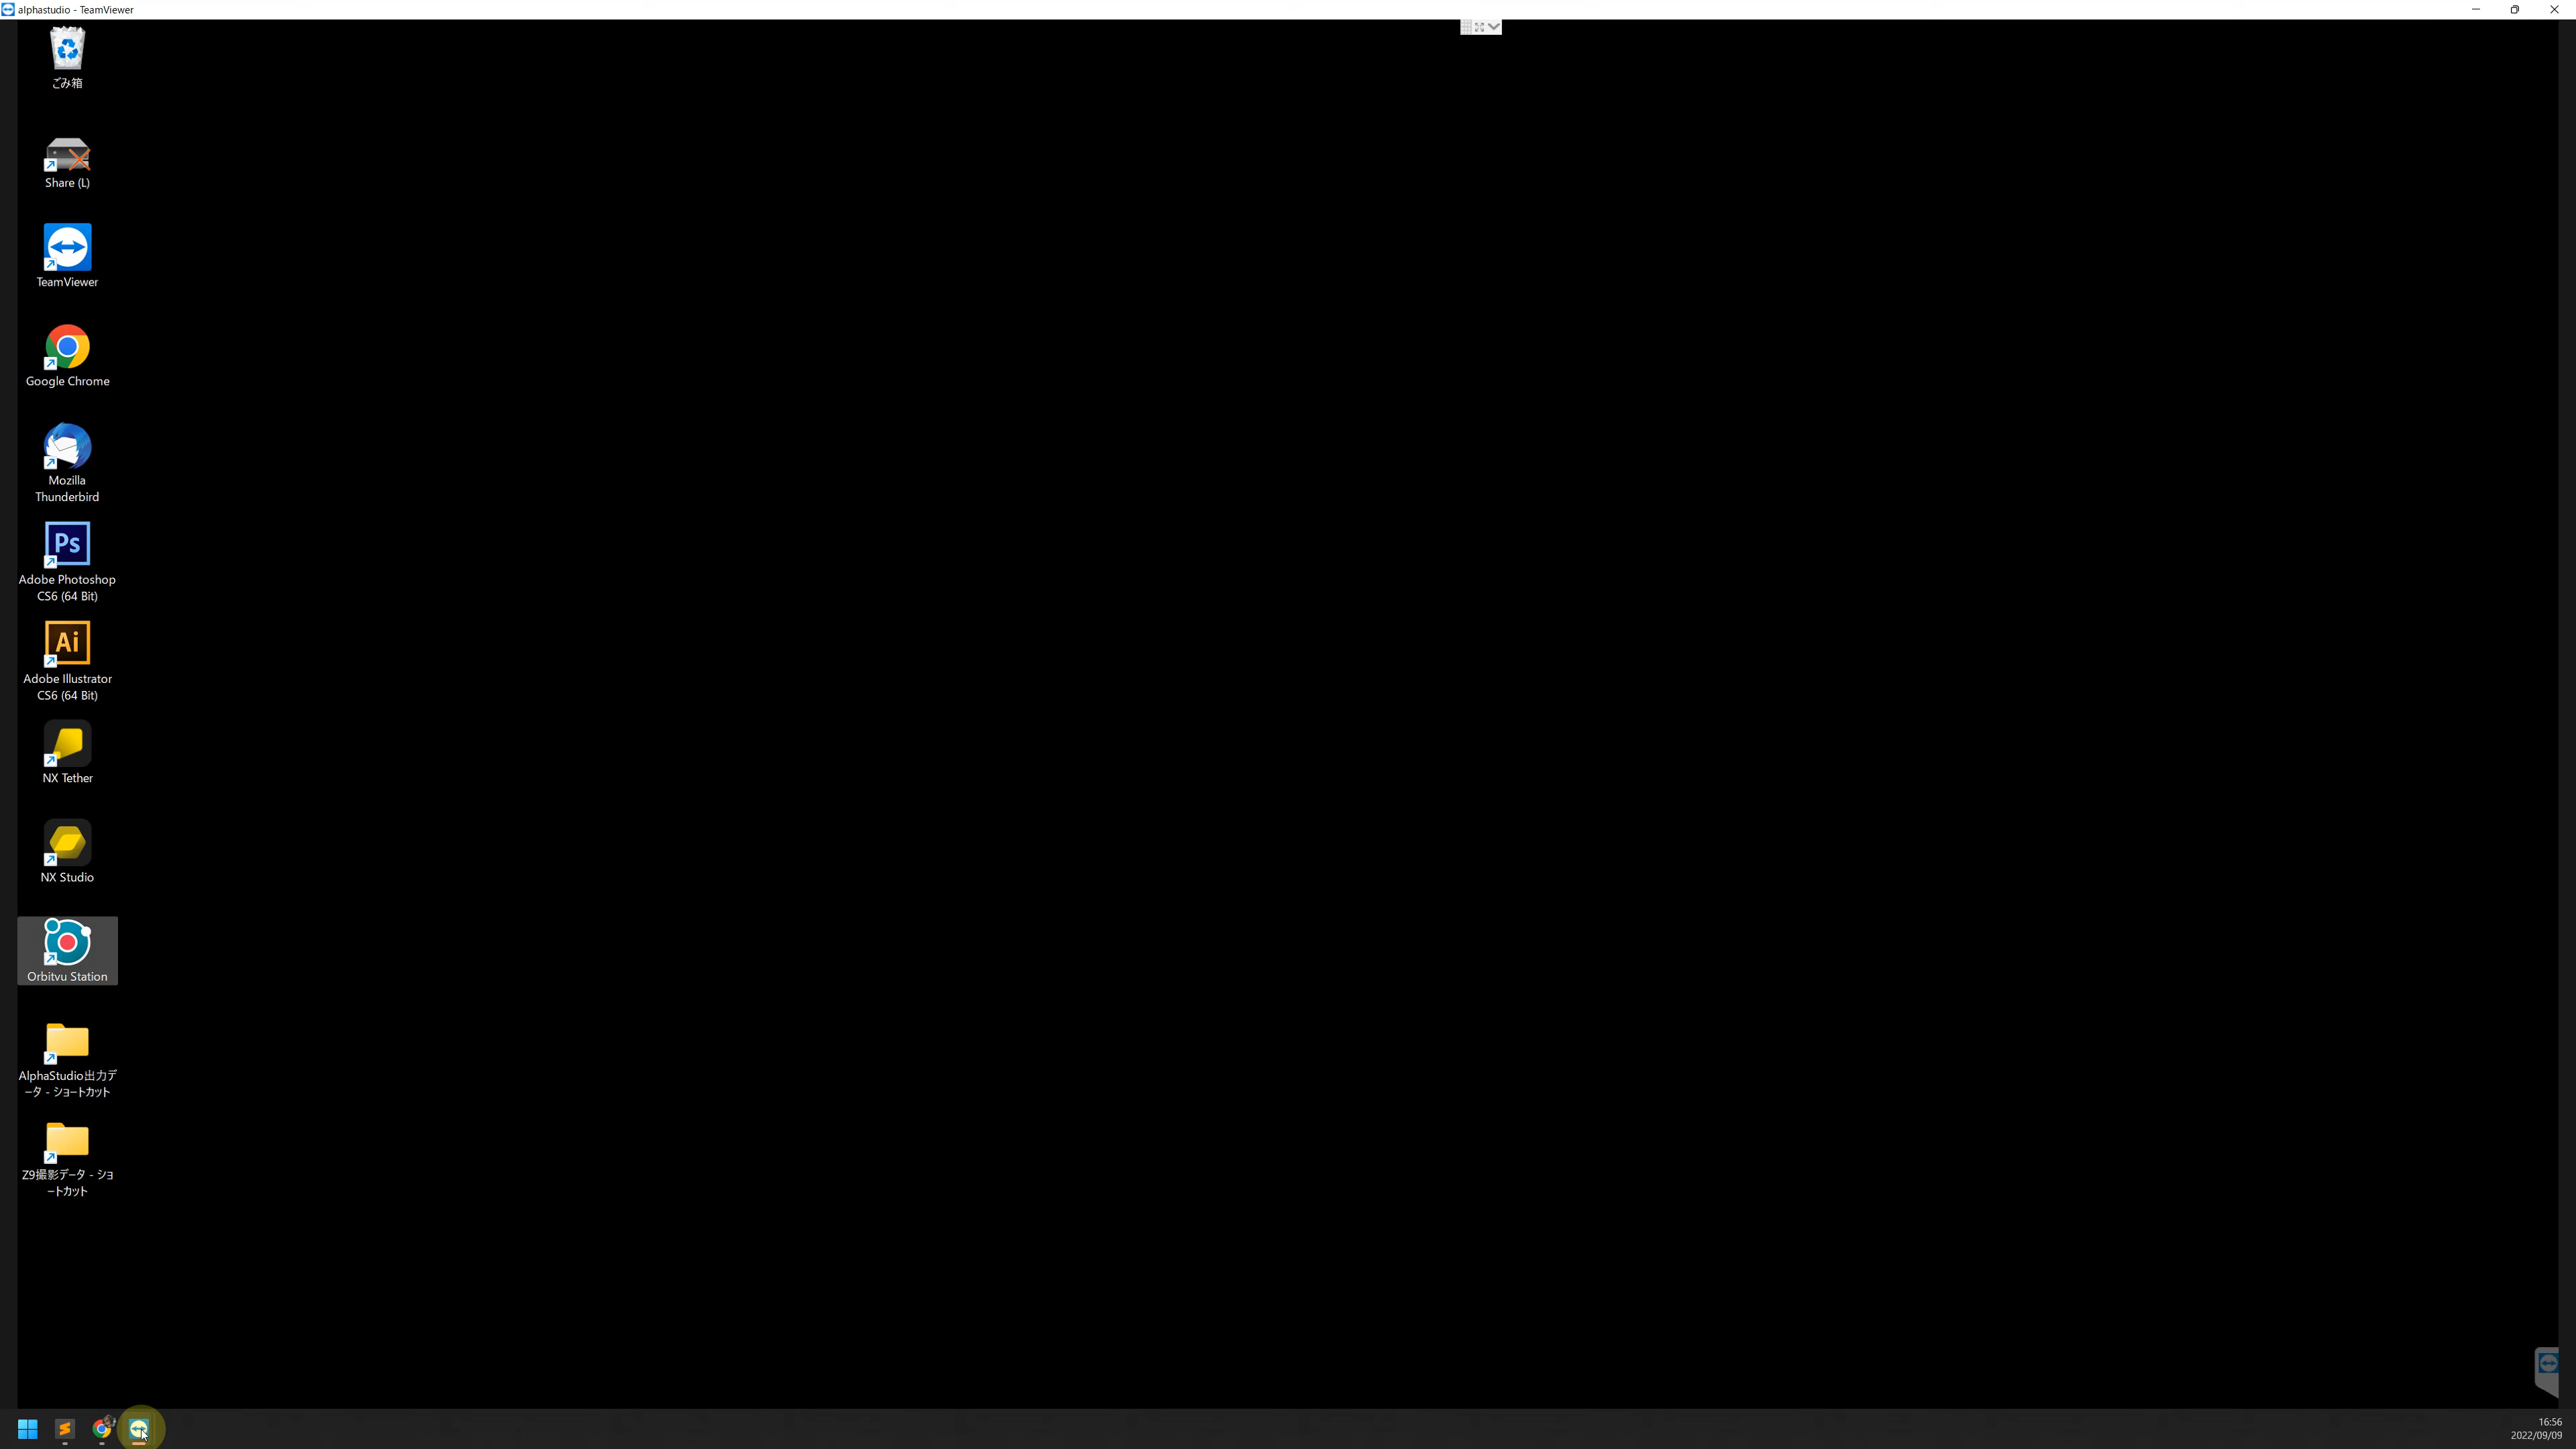 alphastudio - TeamViewer
ごみ箱
Share (L)
TeamViewer
Google Chrome
Mozilla
Thunderbird
Ps
Adobe Photoshop
CS6 (64 Bit)
Ai
Adobe Illustrator
CS6 (64 Bit)
NX Tether
NX Studio
Orbitvu Station
AlphaStudio出力デ
ータ - ショートカット
Z9撮影データ - ショ
ートカット
16:56
2022/09/09